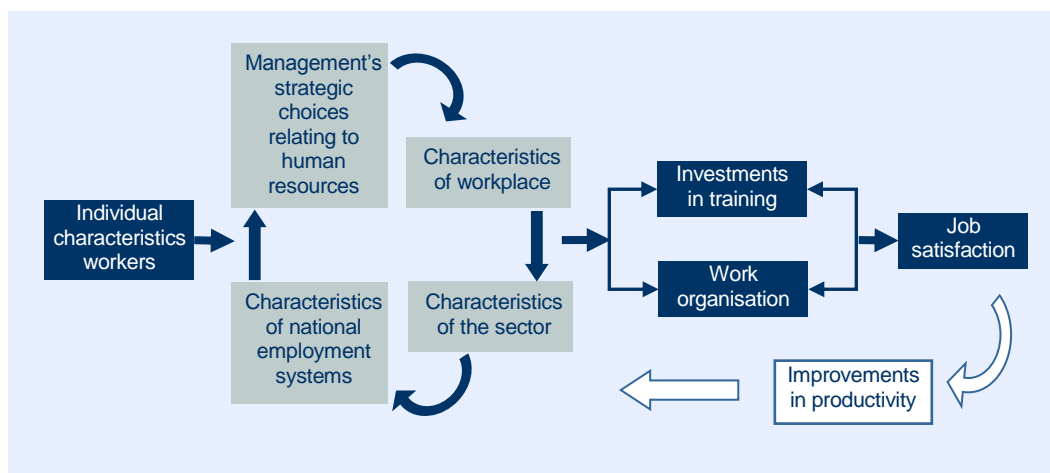 Management's
strategic
choices
relating to
human
resources
Characteristics
of workplace
Investments
in training
Individual
characteristics
workers
Job
satisfaction
Work
organisation
Characteristics
of national
employment
systems
Characteristics
of the sector
Improvements
in productivity